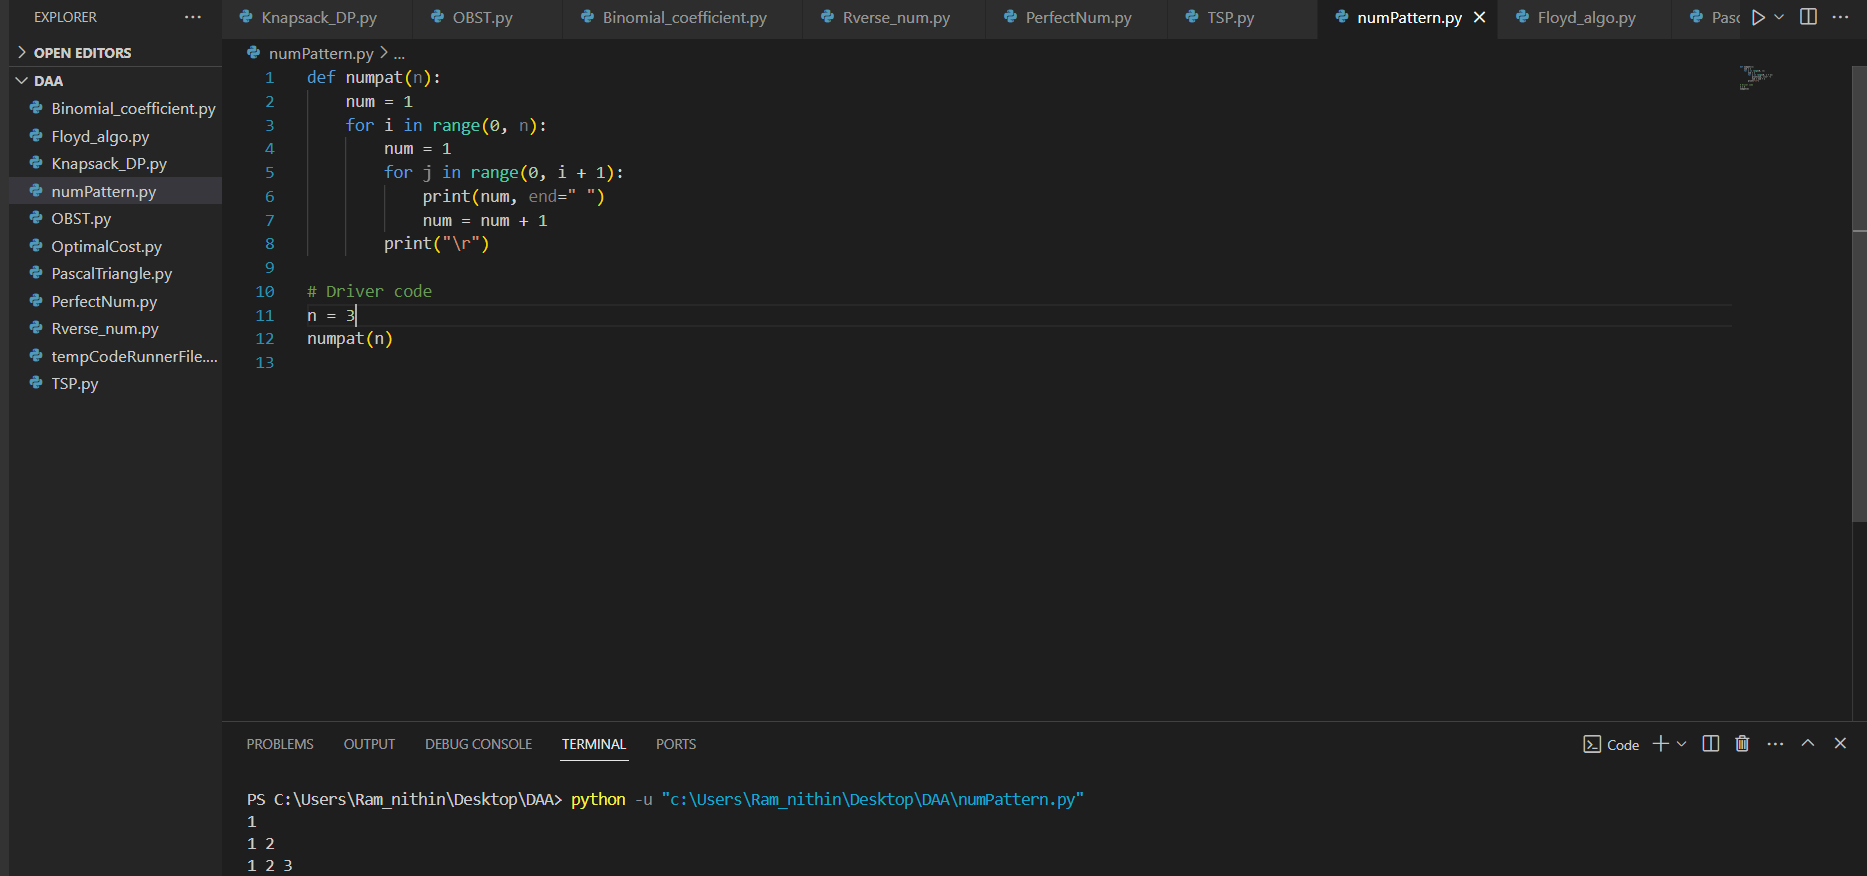 EXPLORER ...
OPEN EDITORS
DAA
Binomial_coefficient.py
Floyd_algo.py
Knapsack_DP.py
numPattern.py
OBST.py
OptimalCost.py
PascalTriangle.py
PerfectNum.py
Rverse_num.py
tempCodeRunnerFile....
TSP.py
Knapsack_DP.py OBST.py Binomial_coefficient.py Rverse_num.py PerfectNum.py TSP.py numPattern.py Floyd_algo.py Pasc
numPattern.py > ...
1 def numpat(n):
2     num = 1
3     for i in range(0, n):
4         num = 1
5         for j in range(0, i + 1):
6             print(num, end=" ")
7             num = num + 1
8         print("\r")
9
10 # Driver code
11 n = 3
12 numpat(n)
13
PROBLEMS OUTPUT DEBUG CONSOLE TERMINAL PORTS Code
PS C:\Users\Ram_nithin\Desktop\DAA> python -u "c:\Users\Ram_nithin\Desktop\DAA\numPattern.py"
1
1 2
1 2 3